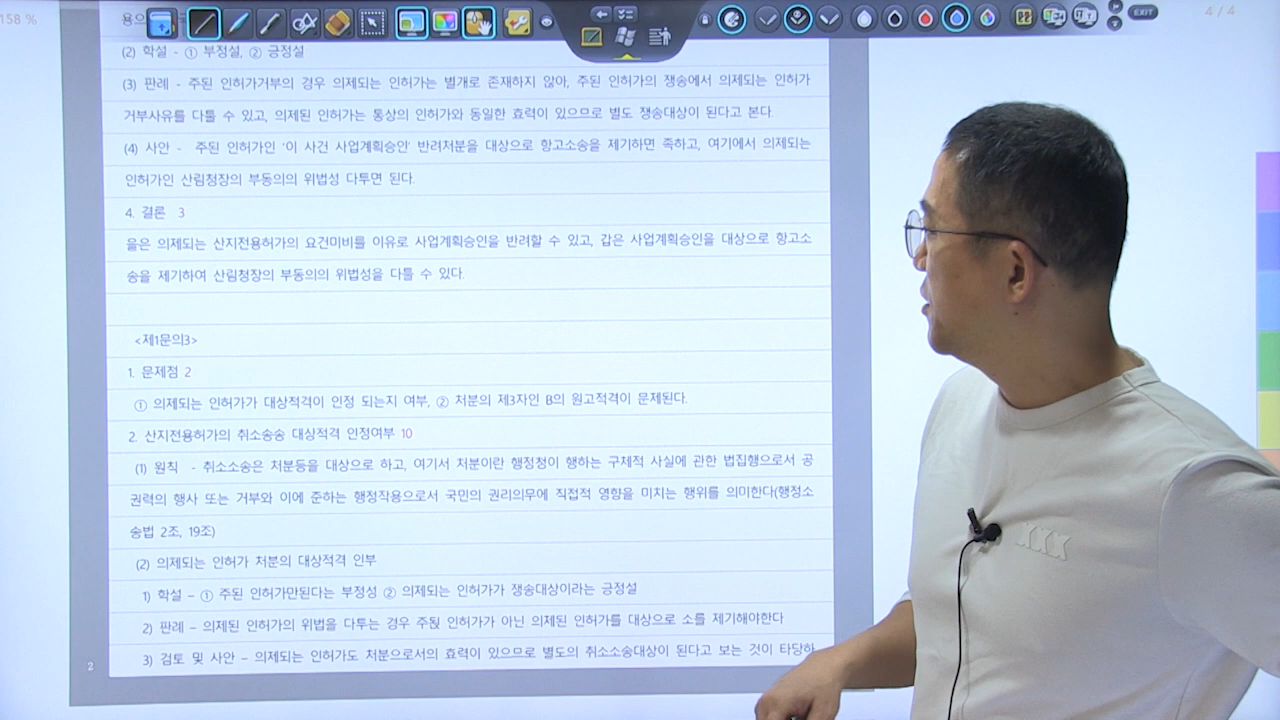 158 %
4 / 4
EXIT
용으
(2) 학설 - ① 부정설, ② 긍정설
(3) 판례 - 주된 인허가거부의 경우 의제되는 인허가는 별개로 존재하지 않아, 주된 인허가의 쟁송에서 의제되는 인허가
거부사유를 다툴 수 있고, 의제된 인허가는 통상의 인허가와 동일한 효력이 있으므로 별도 쟁송대상이 된다고 본다.
(4) 사안 - 주된 인허가인 '이 사건 사업계획승인' 반려처분을 대상으로 항고소송을 제기하면 족하고, 여기에서 의제되는
인허가인 산림청장의 부동의의 위법성 다투면 된다.
4. 결론 3
을은 의제되는 산지전용허가의 요건미비를 이유로 사업계획승인을 반려할 수 있고, 갑은 사업계획승인을 대상으로 항고소
송을 제기하여 산림청장의 부동의의 위법성을 다툴 수 있다.
<제1문의3>
1. 문제점 2
① 의제되는 인허가가 대상적격이 인정 되는지 여부, ② 처분의 제3자인 B의 원고적격이 문제된다.
2. 산지전용허가의 취소송송 대상적격 인정여부 10
(1) 원칙 - 취소소송은 처분등을 대상으로 하고, 여기서 처분이란 행정청이 행하는 구체적 사실에 관한 법집행으로서 공
권력의 행사 또는 거부와 이에 준하는 행정작용으로서 국민의 권리의무에 직접적 영향을 미치는 행위를 의미한다(행정소
송법 2조, 19조)
(2) 의제되는 인허가 처분의 대상적격 인부
1) 학설 – ① 주된 인허가만된다는 부정성 ② 의제되는 인허가가 쟁송대상이라는 긍정설
2) 판례 – 의제된 인허가의 위법을 다투는 경우 주됮 인허가가 아닌 의제된 인허가를 대상으로 소를 제기해야한다
3) 검토 및 사안 – 의제되는 인허가도 처분으로서의 효력이 있으므로 별도의 취소소송대상이 된다고 보는 것이 타당하
2
XXX